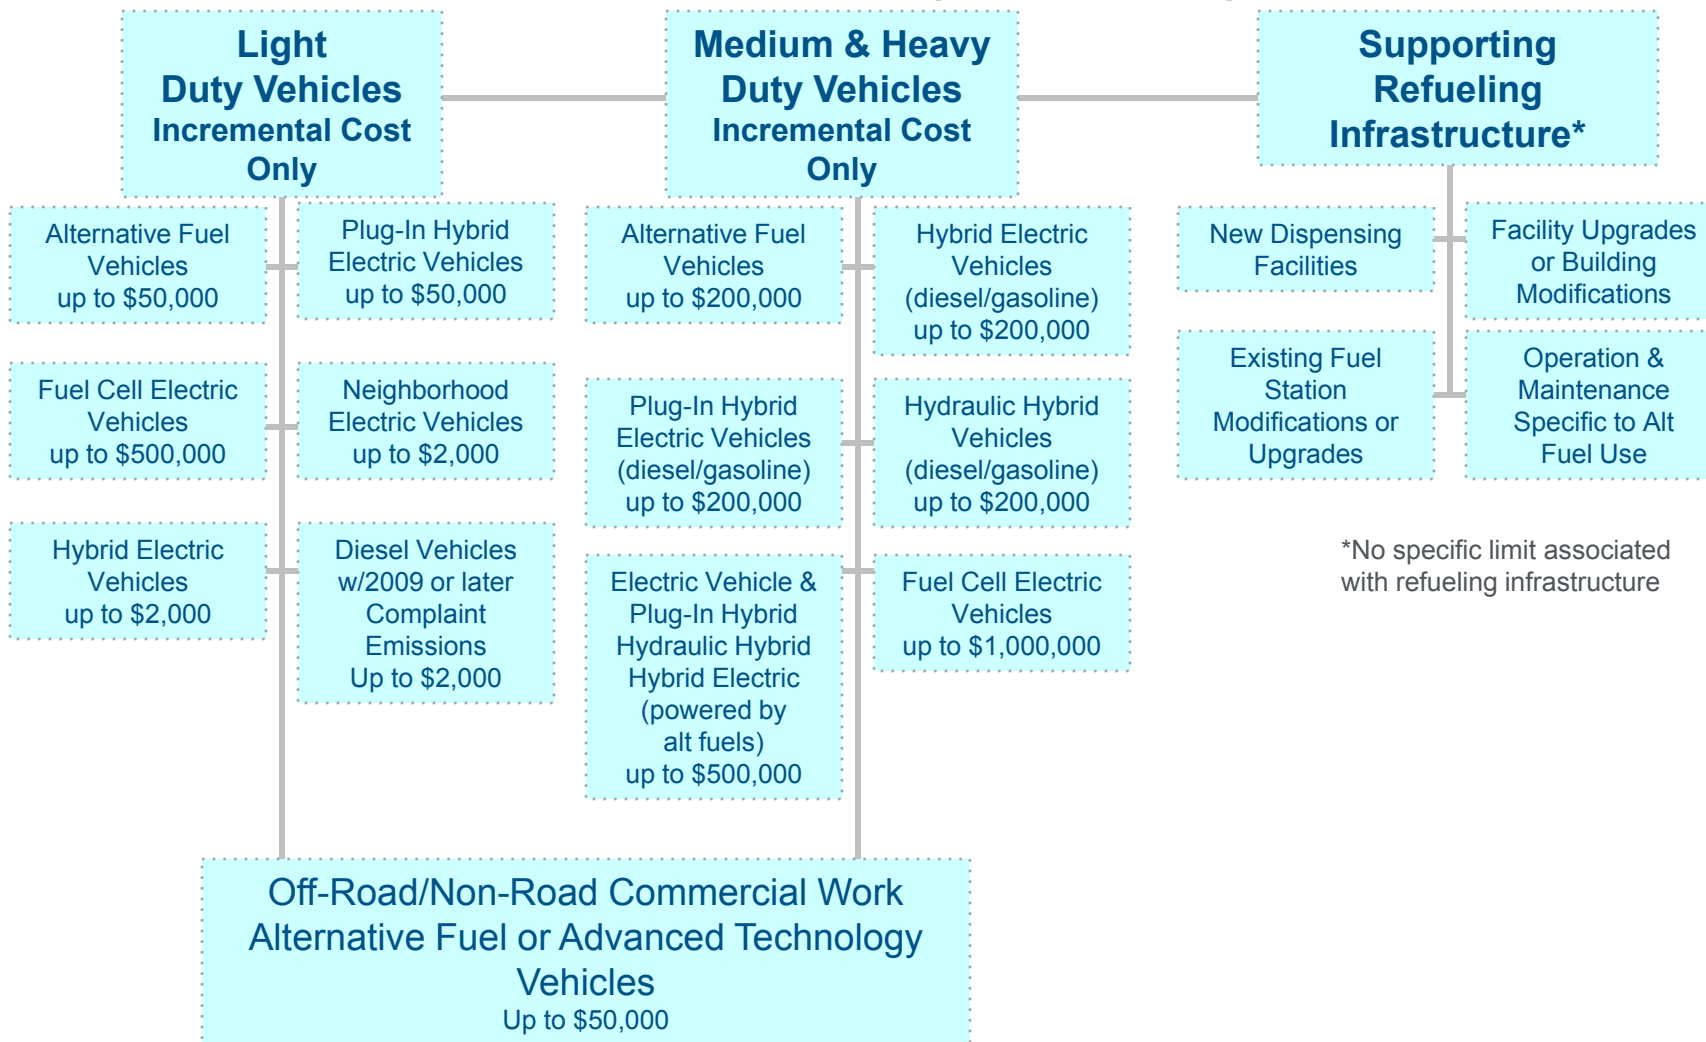 Light
Duty Vehicles
Incremental Cost
Only
Medium & Heavy
Duty Vehicles
Incremental Cost
Only
Supporting
Refueling
Infrastructure*
Alternative Fuel
Vehicles
up to $50,000
Plug-In Hybrid
Electric Vehicles
up to $50,000
Fuel Cell Electric
Vehicles
up to $500,000
Neighborhood
Electric Vehicles
up to $2,000
Hybrid Electric
Vehicles
up to $2,000
Diesel Vehicles
w/2009 or later
Complaint
Emissions
Up to $2,000
Alternative Fuel
Vehicles
up to $200,000
Hybrid Electric
Vehicles
(diesel/gasoline)
up to $200,000
Plug-In Hybrid
Electric Vehicles
(diesel/gasoline)
up to $200,000
Hydraulic Hybrid
Vehicles
(diesel/gasoline)
up to $200,000
Electric Vehicle &
Plug-In Hybrid
Hydraulic Hybrid
Hybrid Electric
(powered by
alt fuels)
up to $500,000
Fuel Cell Electric
Vehicles
up to $1,000,000
New Dispensing
Facilities
Facility Upgrades
or Building
Modifications
Existing Fuel
Station
Modifications or
Upgrades
Operation &
Maintenance
Specific to Alt
Fuel Use
*No specific limit associated
with refueling infrastructure
Off-Road/Non-Road Commercial Work
Alternative Fuel or Advanced Technology
Vehicles
Up to $50,000